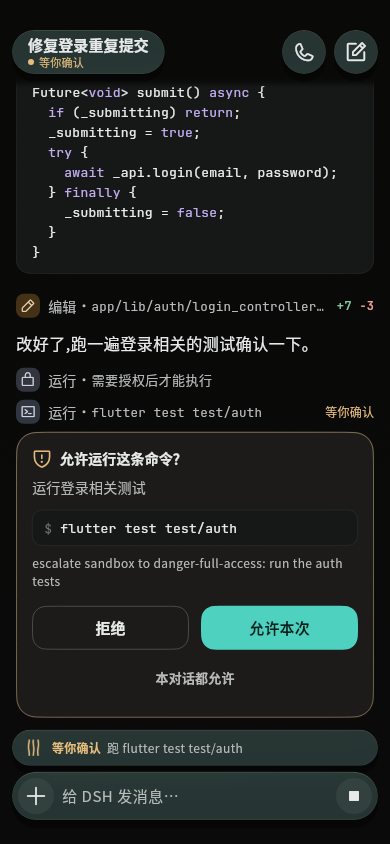 修复登录重复提交
等你确认
Future<void> submit() async {
if (_submitting) return;
_submitting = true;
try {
await _api.login(email, password);
} finally {
_submitting = false;
}
}
编辑 · app/lib/auth/login_controller… +7 -3
改好了,跑一遍登录相关的测试确认一下。
运行 · 需要授权后才能执行
运行 · flutter test test/auth 等你确认
允许运行这条命令?
运行登录相关测试
$ flutter test test/auth
escalate sandbox to danger-full-access: run the auth
tests
拒绝 允许本次
本对话都允许
等你确认 跑 flutter test test/auth
给 DSH 发消息…